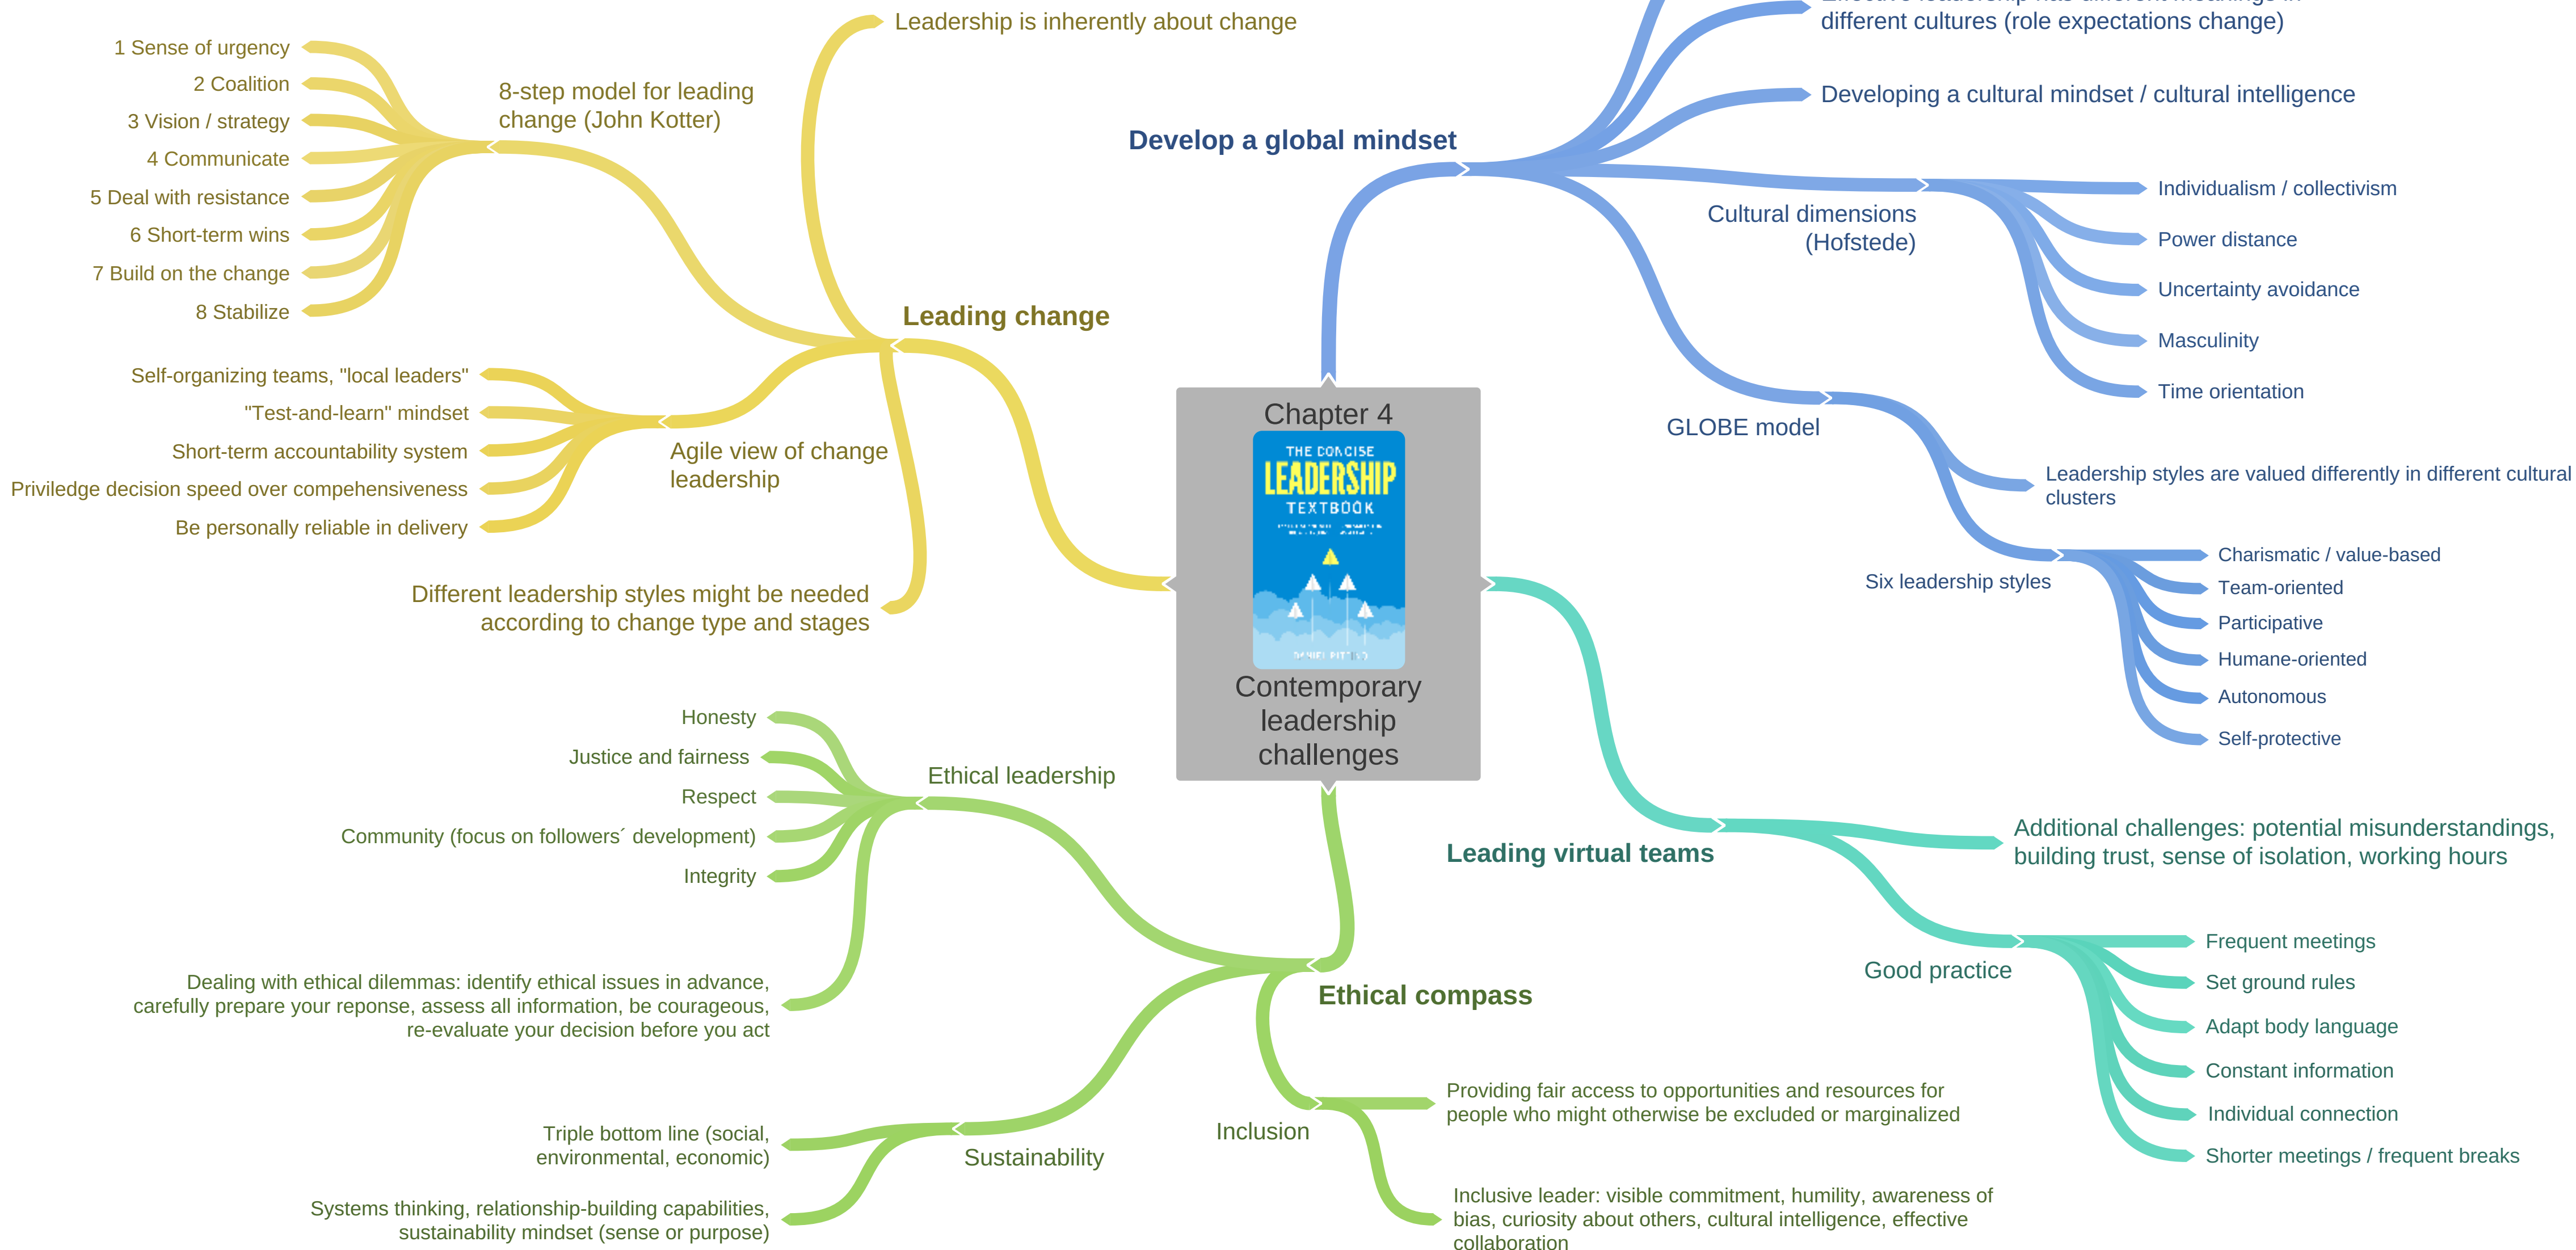 Leadership is inherently about change
1 Sense of urgency
2 Coalition
3 Vision / strategy
4 Communicate
5 Deal with resistance
6 Short-term wins
7 Build on the change
8 Stabilize
8-step model for leading
change (John Kotter)
Leading change
Self-organizing teams, "local leaders"
"Test-and-learn" mindset
Short-term accountability system
Priviledge decision speed over compehensiveness
Be personally reliable in delivery
Agile view of change
leadership
Different leadership styles might be needed
according to change type and stages
different cultures (role expectations change)
Developing a cultural mindset / cultural intelligence
Develop a global mindset
Cultural dimensions
(Hofstede)
Individualism / collectivism
Power distance
Uncertainty avoidance
Masculinity
Time orientation
GLOBE model
Leadership styles are valued differently in different cultural
clusters
Six leadership styles
Charismatic / value-based
Team-oriented
Participative
Humane-oriented
Autonomous
Self-protective
Chapter 4
THE CONCISE
LEADERSHIP
TEXTBOOK
Contemporary
leadership
challenges
Leading virtual teams
Additional challenges: potential misunderstandings,
building trust, sense of isolation, working hours
Good practice
Frequent meetings
Set ground rules
Adapt body language
Constant information
Individual connection
Shorter meetings / frequent breaks
Honesty
Justice and fairness
Respect
Community (focus on followers´ development)
Integrity
Ethical leadership
Dealing with ethical dilemmas: identify ethical issues in advance,
carefully prepare your reponse, assess all information, be courageous,
re-evaluate your decision before you act
Ethical compass
Triple bottom line (social,
environmental, economic)
Systems thinking, relationship-building capabilities,
sustainability mindset (sense or purpose)
Sustainability
Inclusion
Providing fair access to opportunities and resources for
people who might otherwise be excluded or marginalized
Inclusive leader: visible commitment, humility, awareness of
bias, curiosity about others, cultural intelligence, effective
collaboration